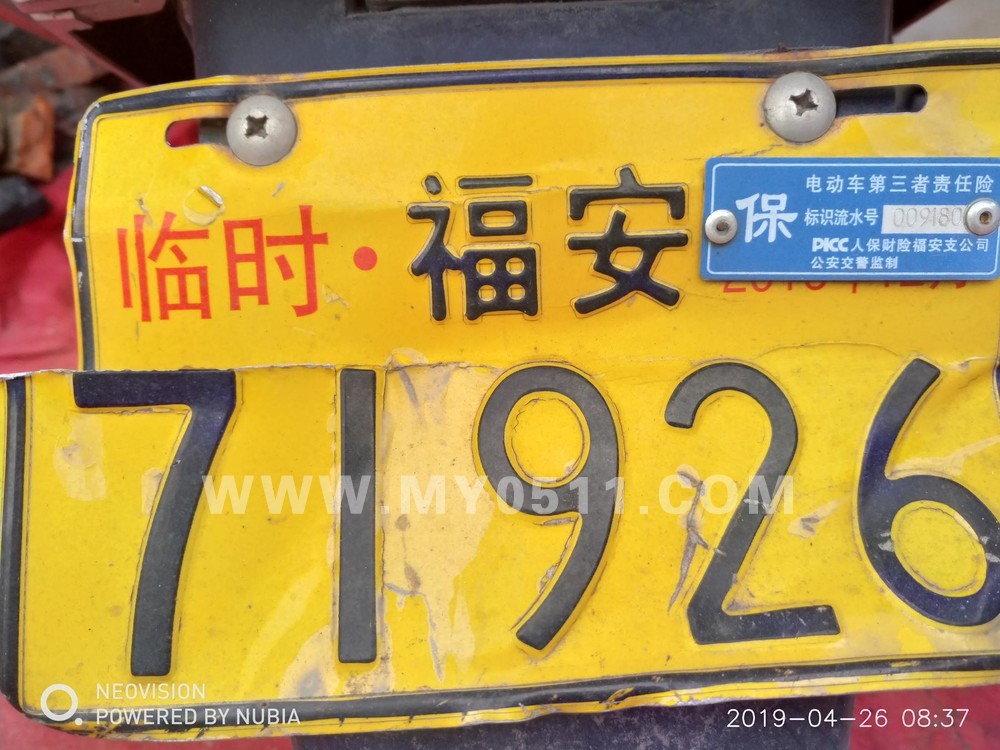 临时·福安
电动车第三者责任险
保
标识流水号 009180
PICC人保财险福安支公司
公安交警监制
71926
WWW.MY0511.COM
NEOVISION
POWERED BY NUBIA
2019-04-26 08:37